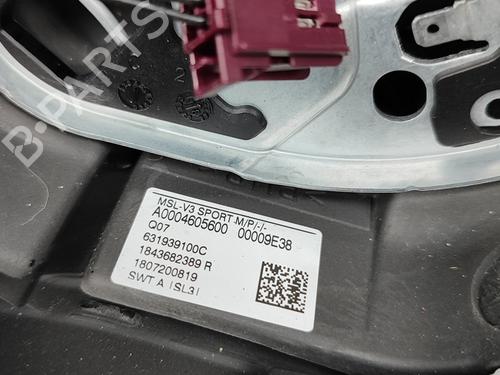 B-PARTS
MSL-V3 SPORT-M/P/-/-
A0004605600 00009E38
Q07
631939100C
1843682389 R
1807200819
SWT A |SL3|